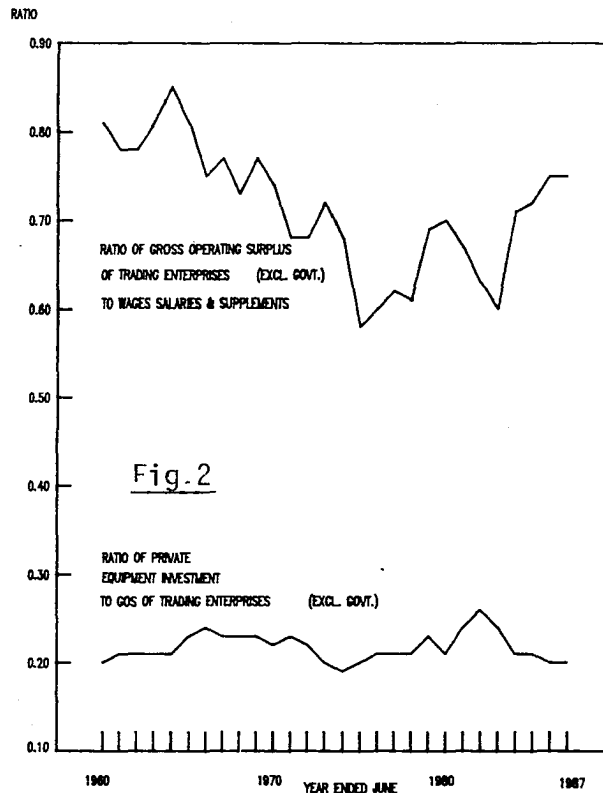 RATIO
0.90
0.80
0.70
RATIO OF GROSS OPERATING SURPLUS
OF TRADING ENTERPRISES (EXCL. GOVT.)
TO WAGES SALARIES & SUPPLEMENTS
0.60
0.50
Fig.2
0.40
RATIO OF PRIVATE
EQUIPMENT INVESTMENT
TO GOS OF TRADING ENTERPRISES (EXCL. GOVT.)
0.30
0.20
0.10
1960 1970 1980 1987
YEAR ENDED JUNE